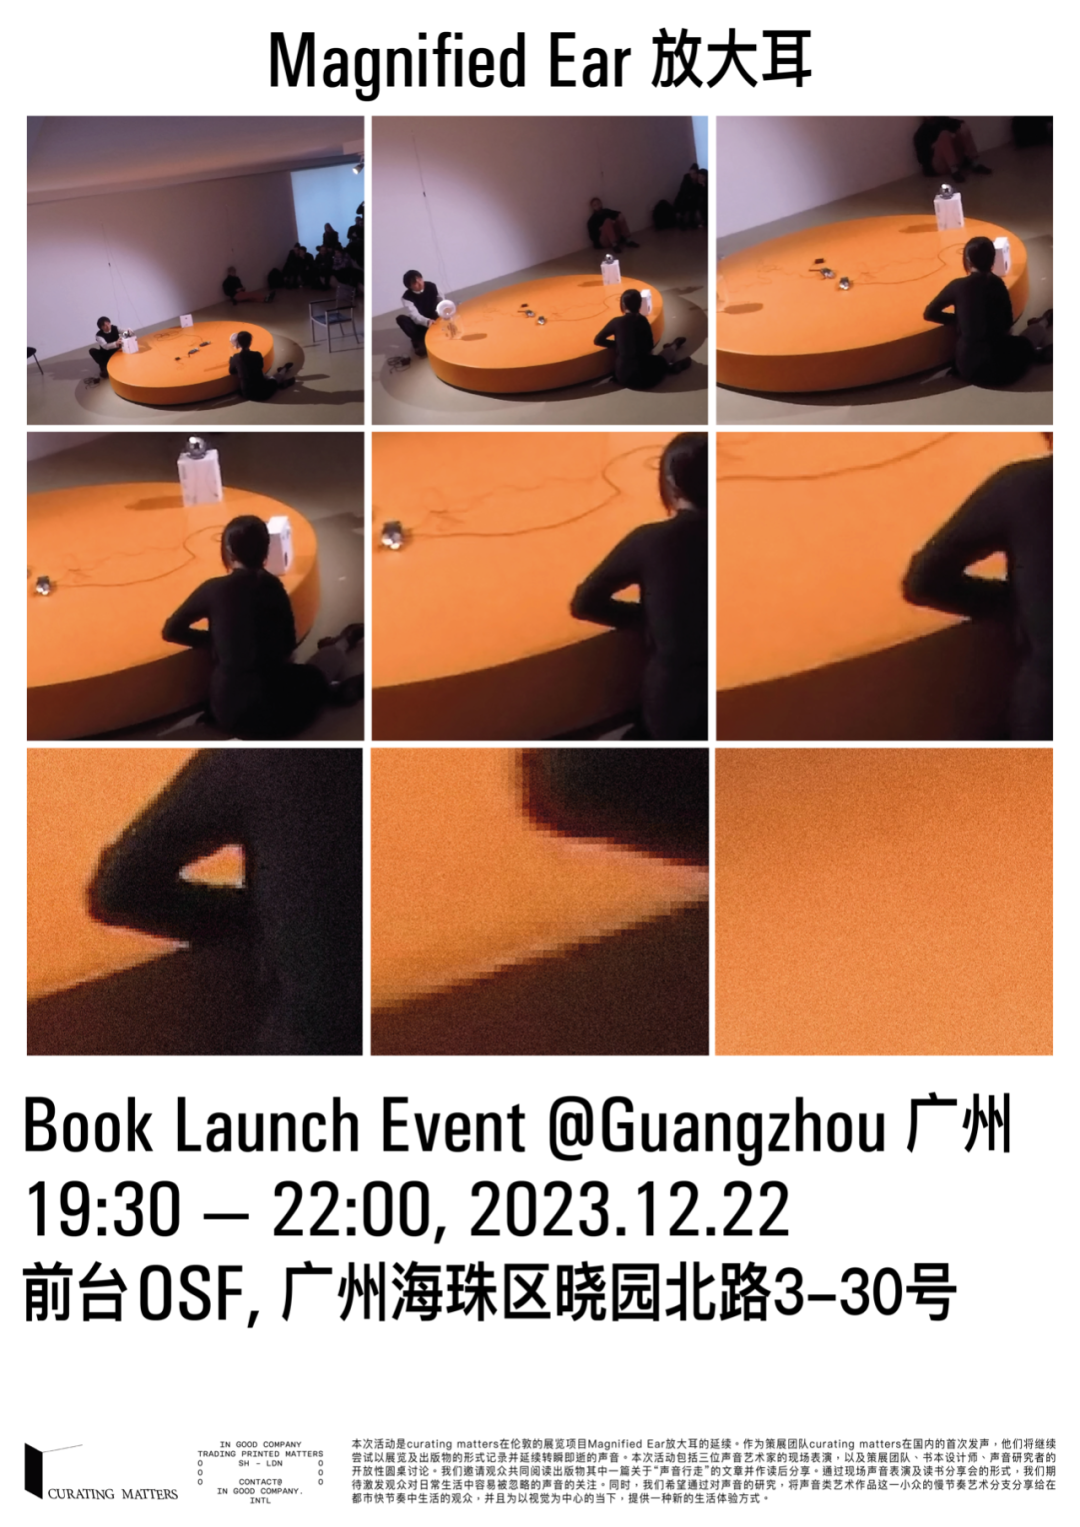 Magnified Ear 放大耳
Book Launch Event @Guangzhou 广州
19:30 — 22:00, 2023.12.22
前台OSF, 广州海珠区晓园北路3–30号
CURATING MATTERS
IN GOOD COMPANY
TRADING PRINTED MATTERS
O SH - LDN O
O O
O CONTACT@ O
IN GOOD COMPANY.
INTL
本次活动是curating matters在伦敦的展览项目Magnified Ear放大耳的延续。作为策展团队curating matters在国内的首次发声，他们将继续
尝试以展览及出版物的形式记录并延续转瞬即逝的声音。本次活动包括三位声音艺术家的现场表演，以及策展团队、书本设计师、声音研究者的
开放性圆桌讨论。我们邀请观众共同阅读出版物其中一篇关于“声音行走”的文章并作读后分享。通过现场声音表演及读书分享会的形式，我们期
待激发观众对日常生活中容易被忽略的声音的关注。同时，我们希望通过对声音的研究，将声音类艺术作品这一小众的慢节奏艺术分支分享给在
都市快节奏中生活的观众，并且为以视觉为中心的当下，提供一种新的生活体验方式。